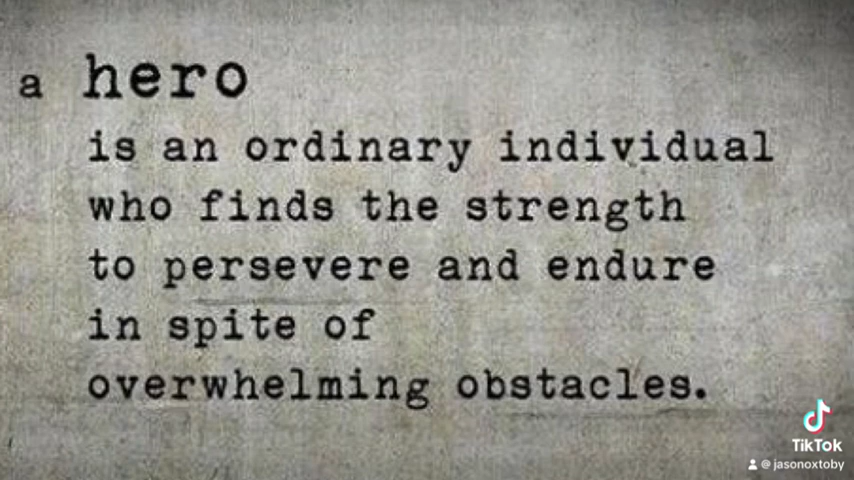 a hero
is an ordinary individual
who finds the strength
to persevere and endure
in spite of
overwhelming obstacles.
TikTok
@jasonoxtoby